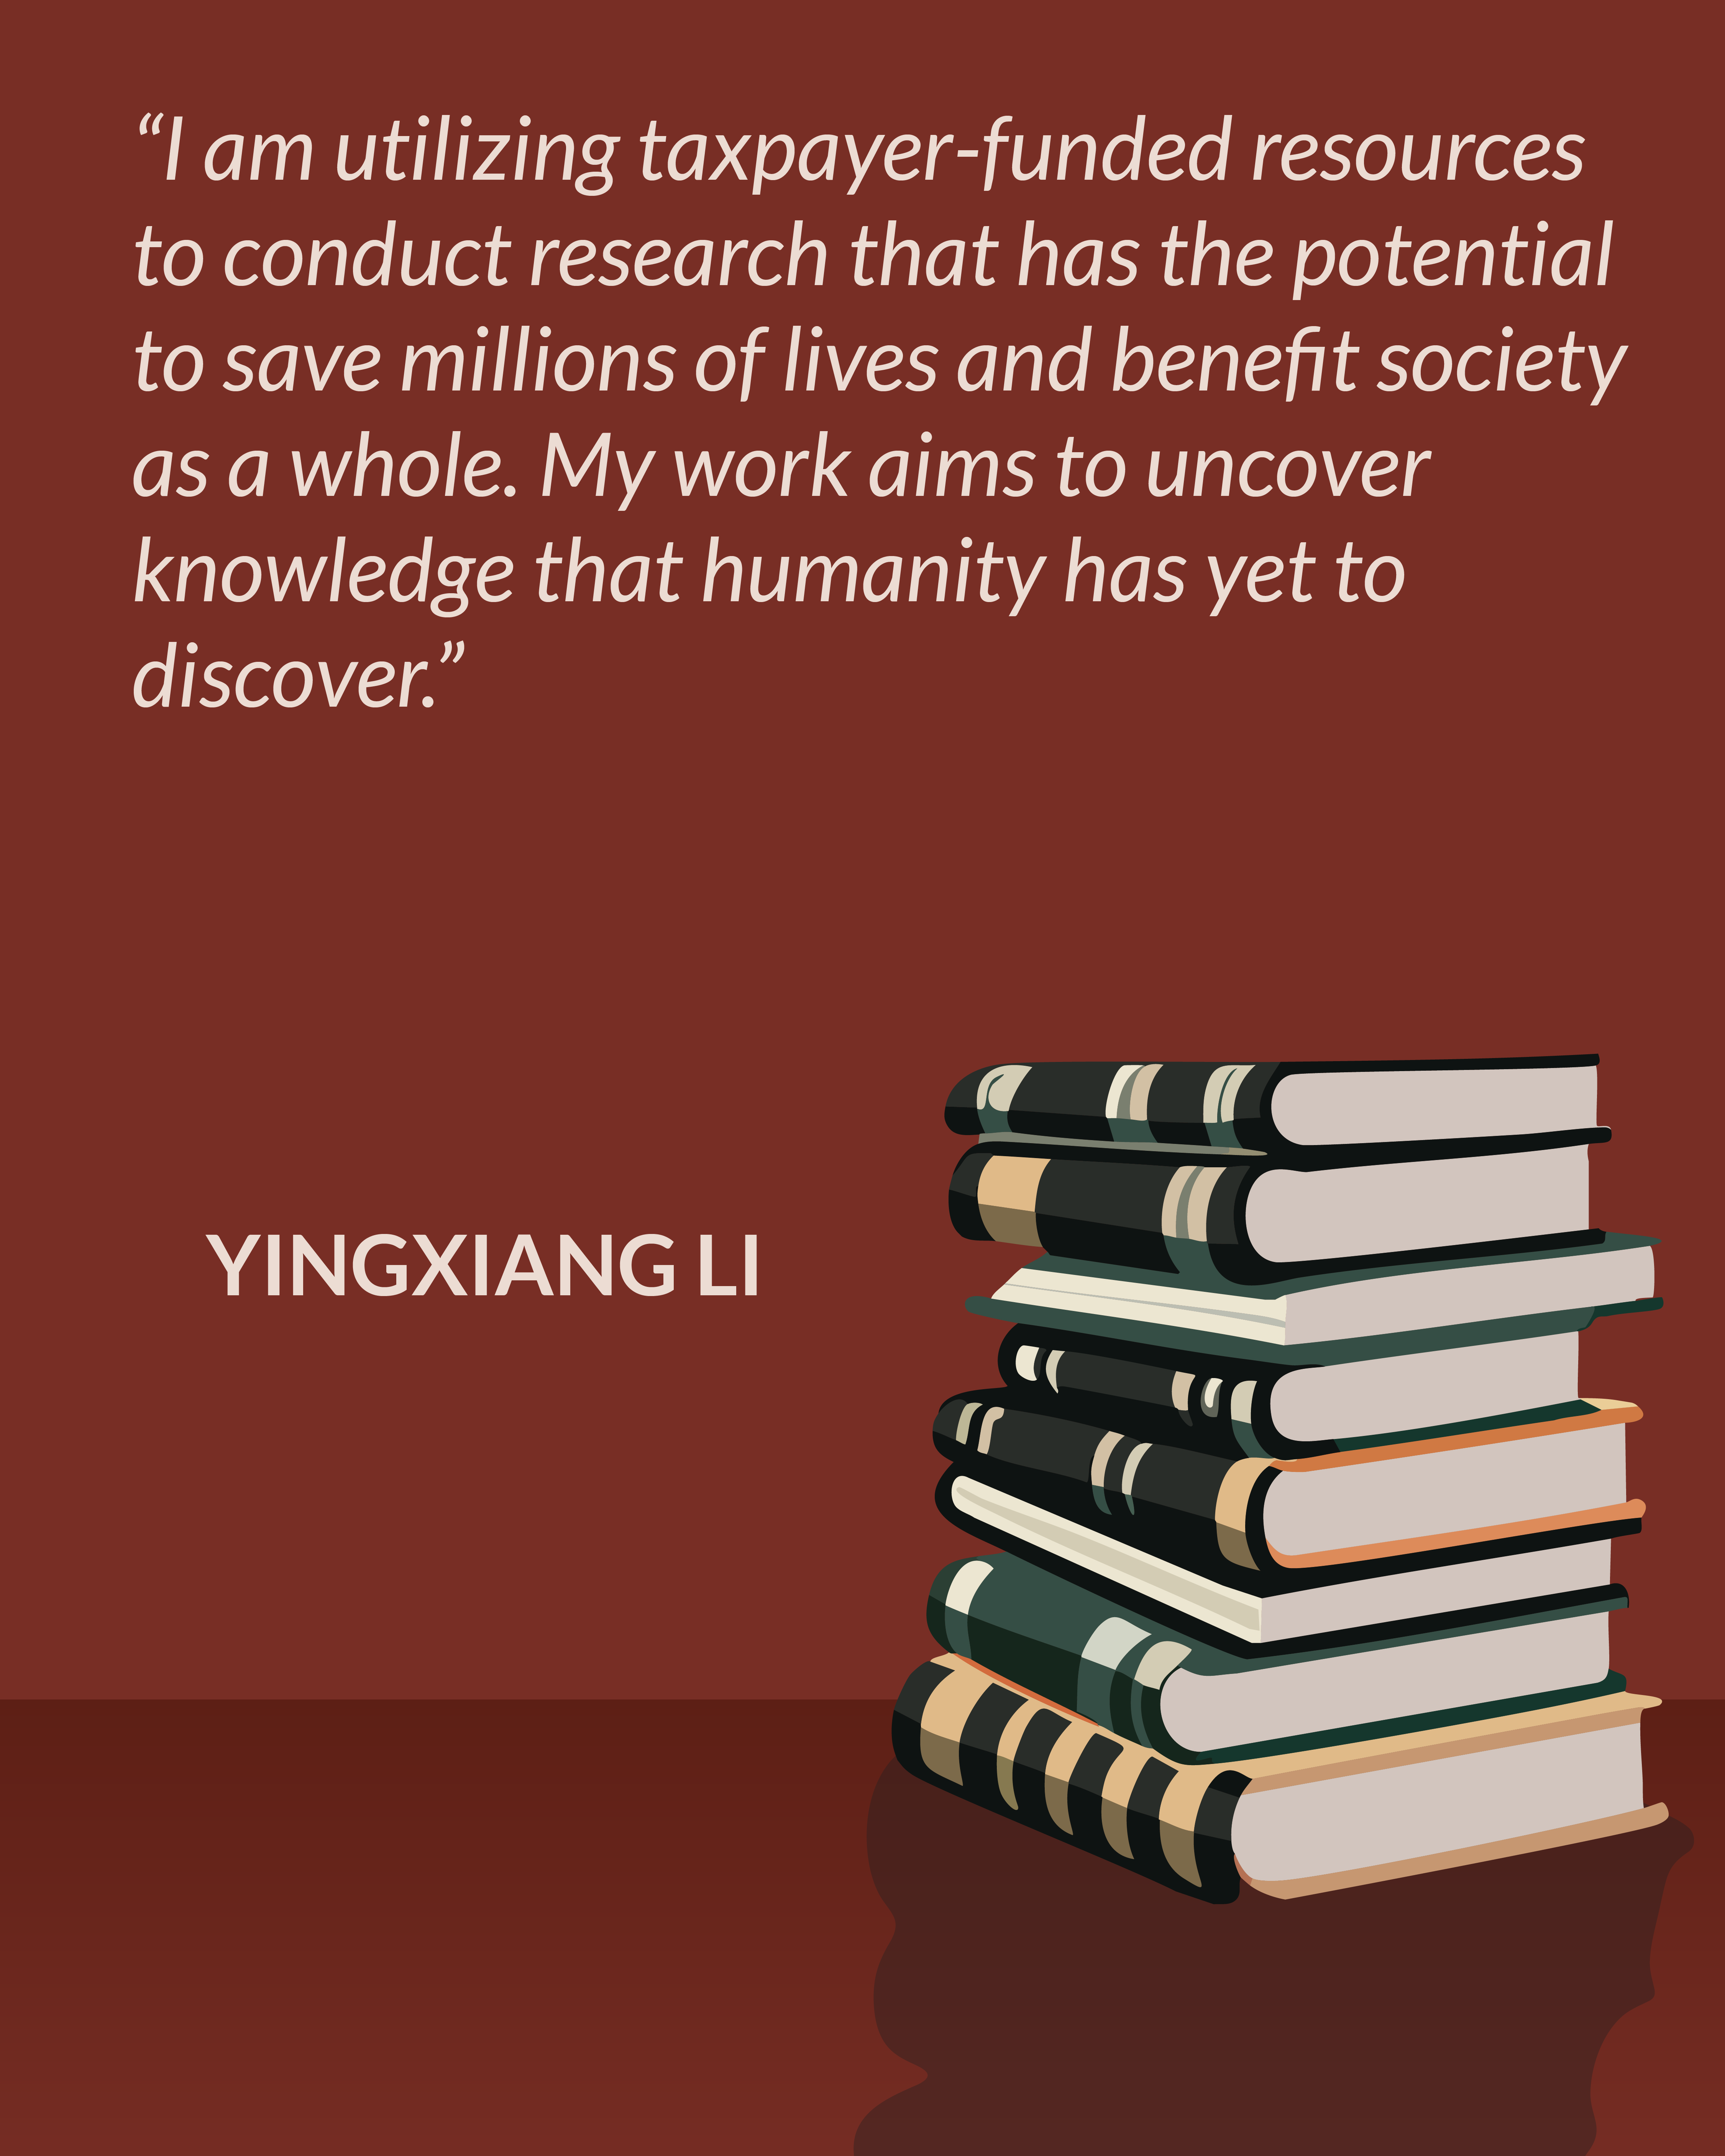 “I am utilizing taxpayer-funded resources
to conduct research that has the potential
to save millions of lives and benefit society
as a whole. My work aims to uncover
knowledge that humanity has yet to
discover.”
YINGXIANG LI